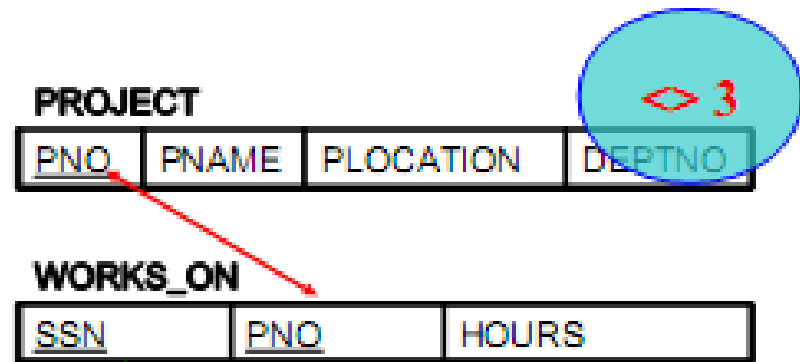 <> 3
PROJECT
PNO PNAME PLOCATION DEPTNO
WORKS_ON
SSN PNO HOURS